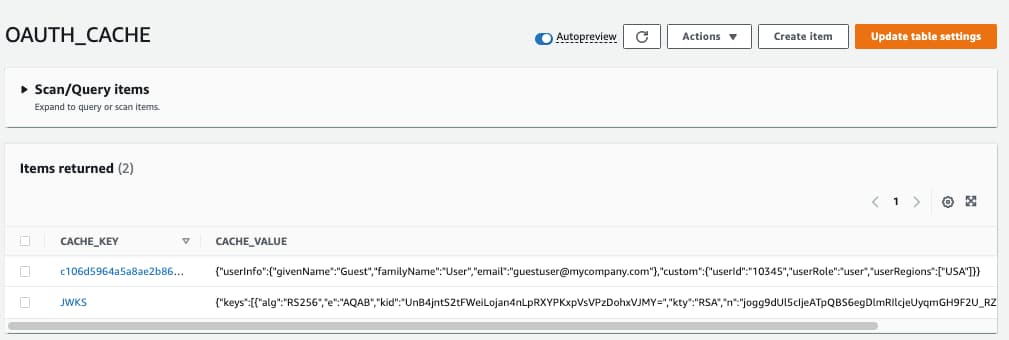 OAUTH_CACHE
Autopreview
Actions
Create item
Update table settings
Scan/Query items
Expand to query or scan items.
Items returned (2)
1
CACHE_KEY CACHE_VALUE
c106d5964a5a8ae2b86... {"userInfo":{"givenName":"Guest","familyName":"User","email":"guestuser@mycompany.com"},"custom":{"userId":"10345","userRole":"user","userRegions":["USA"]}}
JWKS {"keys":[{"alg":"RS256","e":"AQAB","kid":"UnB4jntS2tFWeiLojan4nLpRXYPKxpVsVPzDohxVJMY=","kty":"RSA","n":"jogg9dUl5cIjeATpQBS6egDlmRIlcjeUyqmGH9F2U_RZ